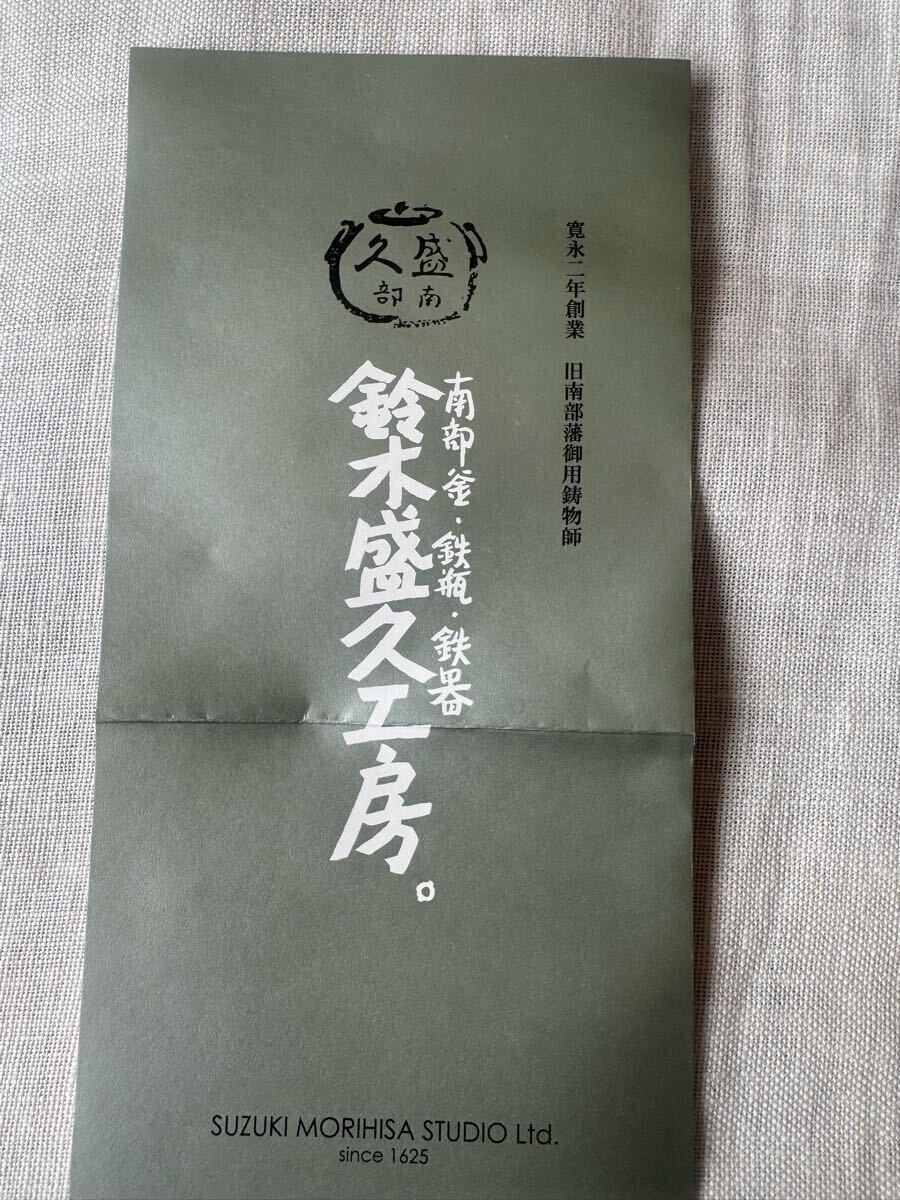 寛永二年創業　旧南部藩御用鋳物師
盛久
南部
南部釜・鉄瓶・鉄器
鈴木盛久工房。
SUZUKI MORIHISA STUDIO Ltd.
since 1625